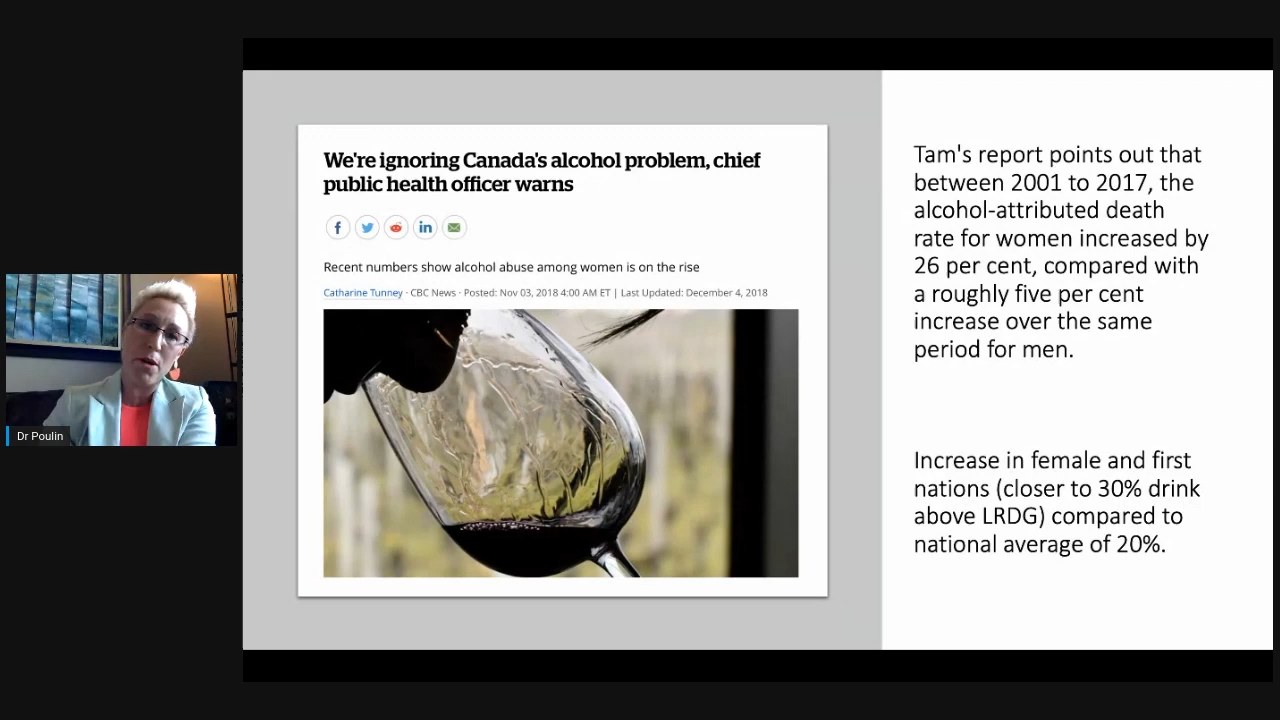 We're ignoring Canada's alcohol problem, chief
public health officer warns
Recent numbers show alcohol abuse among women is on the rise
Catharine Tunney · CBC News · Posted: Nov 03, 2018 4:00 AM ET | Last Updated: December 4, 2018
Tam's report points out that
between 2001 to 2017, the
alcohol-attributed death
rate for women increased by
26 per cent, compared with
a roughly five per cent
increase over the same
period for men.
Increase in female and first
nations (closer to 30% drink
above LRDG) compared to
national average of 20%.
Dr Poulin